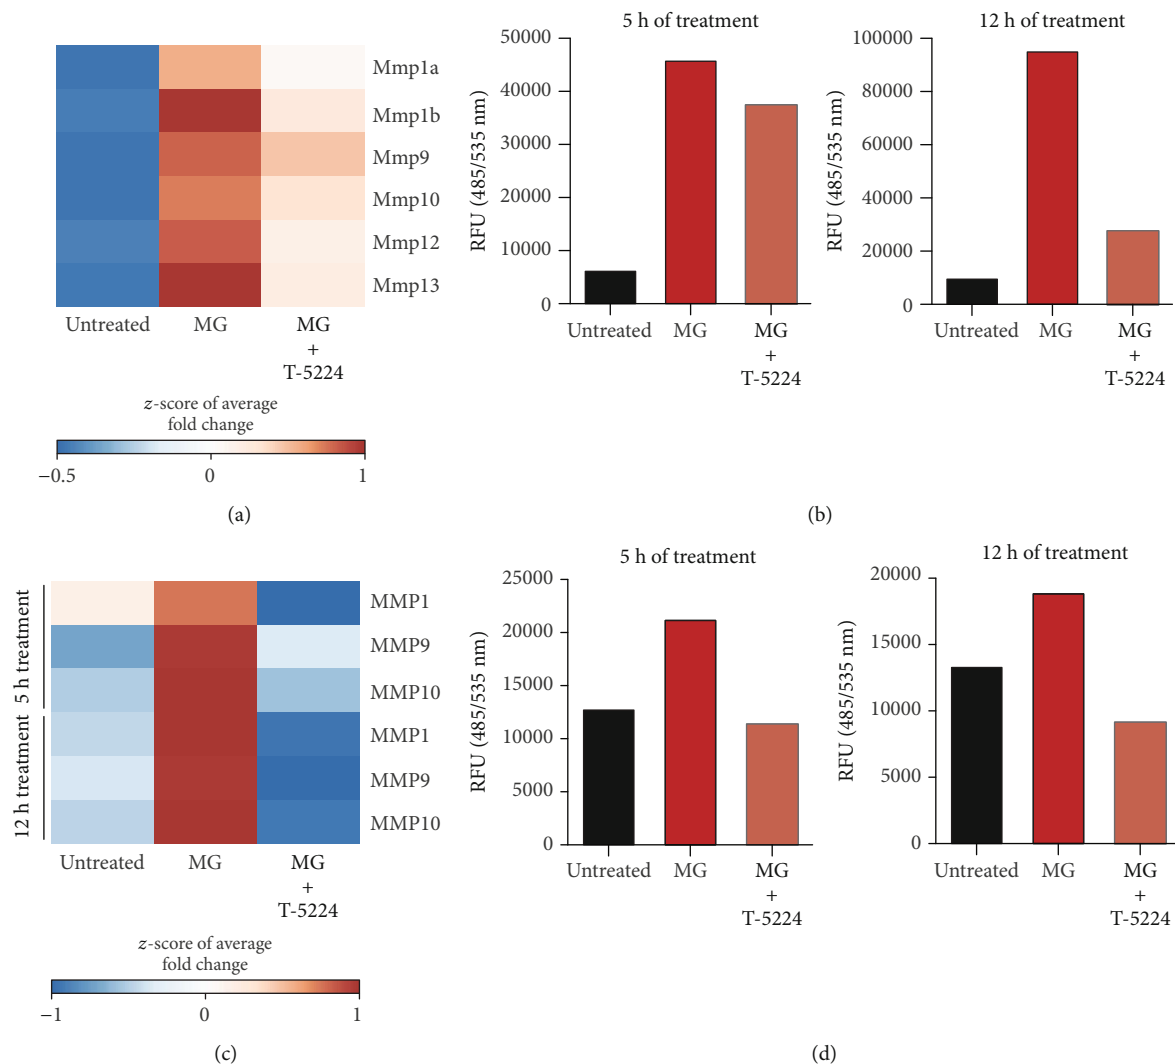 Mmp1a
Mmp1b
Mmp9
Mmp10
Mmp12
Mmp13
Untreated MG MG
+
T-5224
z-score of average
fold change
−0.5 0 1
(a)
5 h of treatment
RFU (485/535 nm)
50000
40000
30000
20000
10000
0
Untreated MG MG
+
T-5224
12 h of treatment
RFU (485/535 nm)
100000
80000
60000
40000
20000
0
Untreated MG MG
+
T-5224
(b)
5 h treatment
12 h treatment
MMP1
MMP9
MMP10
MMP1
MMP9
MMP10
Untreated MG MG
+
T-5224
z-score of average
fold change
−1 0 1
(c)
5 h of treatment
RFU (485/535 nm)
25000
20000
15000
10000
5000
0
Untreated MG MG
+
T-5224
12 h of treatment
RFU (485/535 nm)
20000
15000
10000
5000
0
Untreated MG MG
+
T-5224
(d)